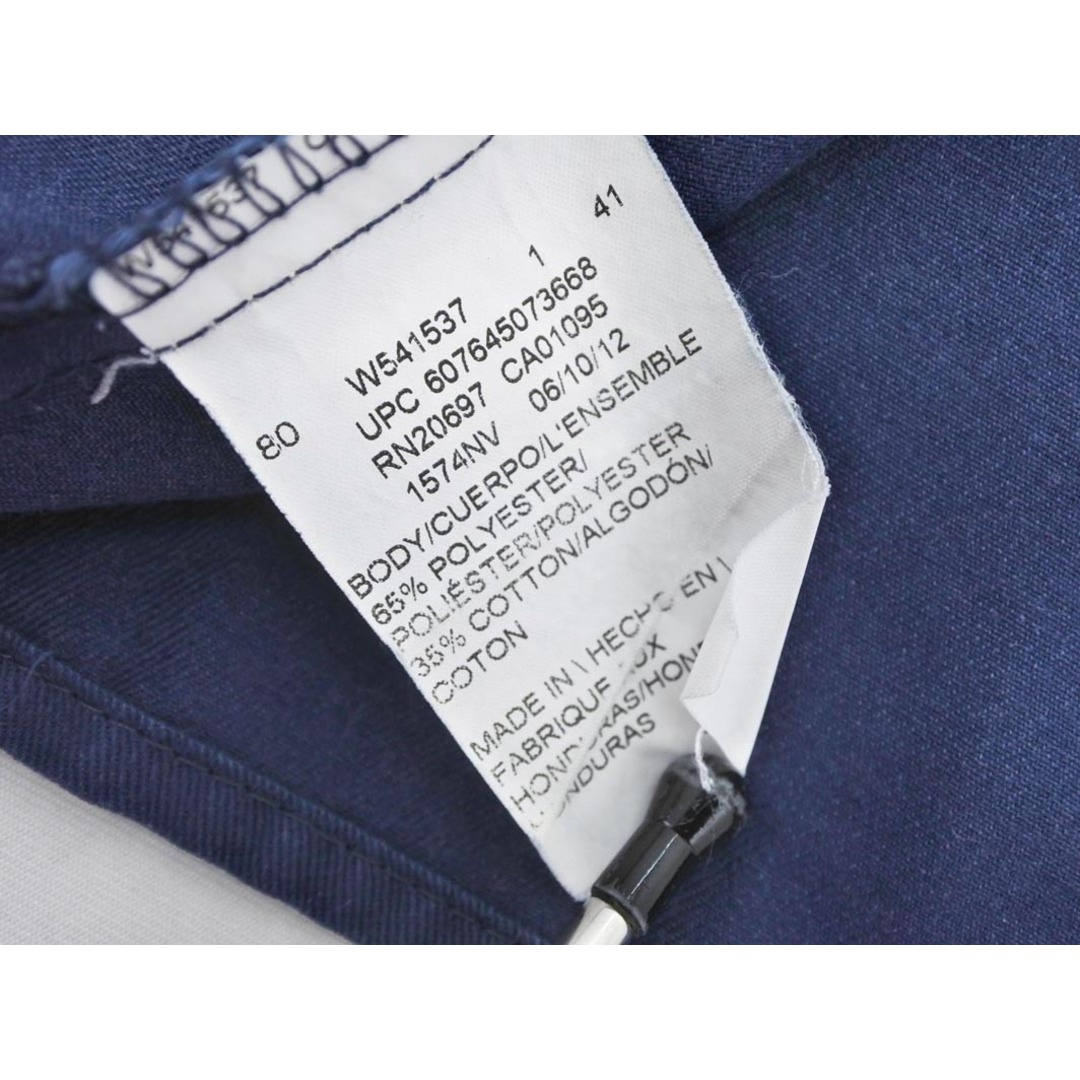 41
1
W541537
UPC 607645073668
RN20697 CA01095
80
1574NV 06/10/12
BODY/CUERPO/L'ENSEMBLE
65% POLYESTER/
POLIÉSTER/POLYESTER
35% COTTON/ALGODÓN/
COTON
MADE IN \ HECHO EN \
FABRIQUE AUX
HONDURAS/HONDURAS
HONDURAS